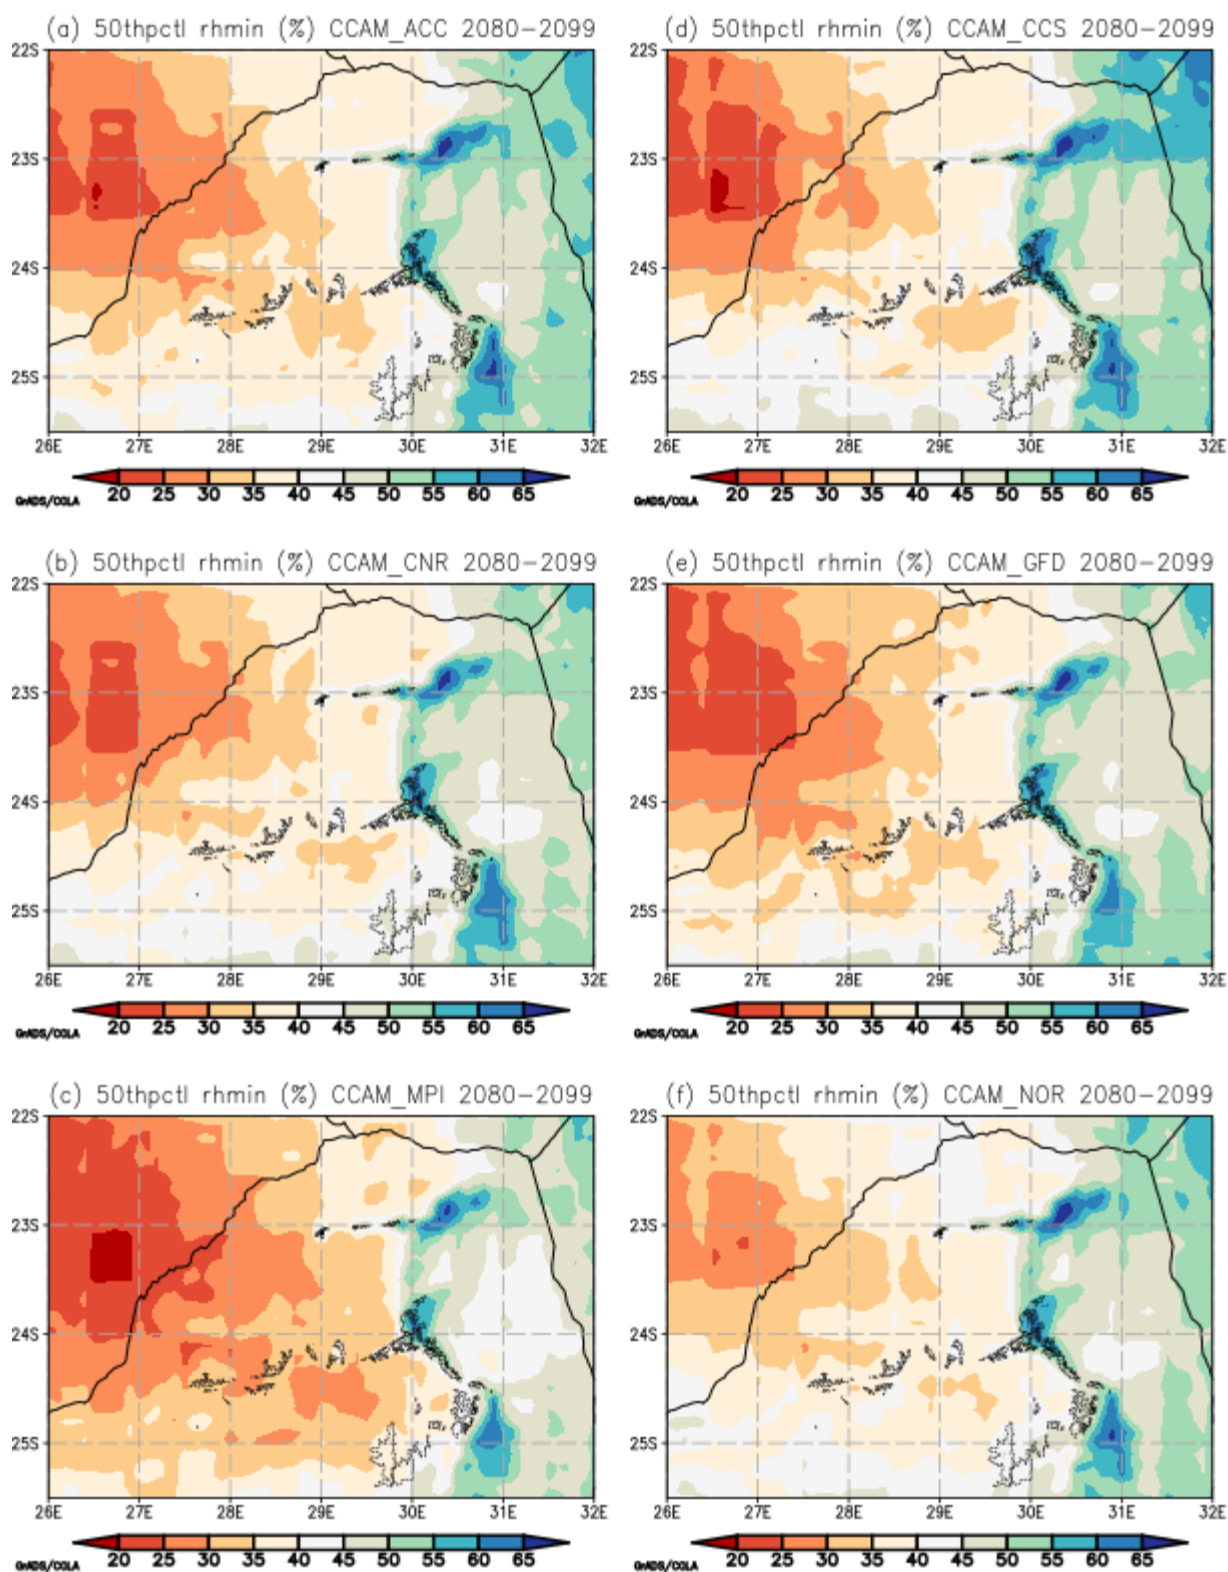 (a) 50thpctl rhmin (%) CCAM_ACC 2080-2099
22S
23S
24S
25S
26E 27E 28E 29E 30E 31E 32E
20 25 30 35 40 45 50 55 60 65
GrADS/COLA
(d) 50thpctl rhmin (%) CCAM_CCS 2080-2099
22S
23S
24S
25S
26E 27E 28E 29E 30E 31E 32E
20 25 30 35 40 45 50 55 60 65
GrADS/COLA
(b) 50thpctl rhmin (%) CCAM_CNR 2080-2099
22S
23S
24S
25S
26E 27E 28E 29E 30E 31E 32E
20 25 30 35 40 45 50 55 60 65
GrADS/COLA
(e) 50thpctl rhmin (%) CCAM_GFD 2080-2099
22S
23S
24S
25S
26E 27E 28E 29E 30E 31E 32E
20 25 30 35 40 45 50 55 60 65
GrADS/COLA
(c) 50thpctl rhmin (%) CCAM_MPI 2080-2099
22S
23S
24S
25S
26E 27E 28E 29E 30E 31E 32E
20 25 30 35 40 45 50 55 60 65
GrADS/COLA
(f) 50thpctl rhmin (%) CCAM_NOR 2080-2099
22S
23S
24S
25S
26E 27E 28E 29E 30E 31E 32E
20 25 30 35 40 45 50 55 60 65
GrADS/COLA